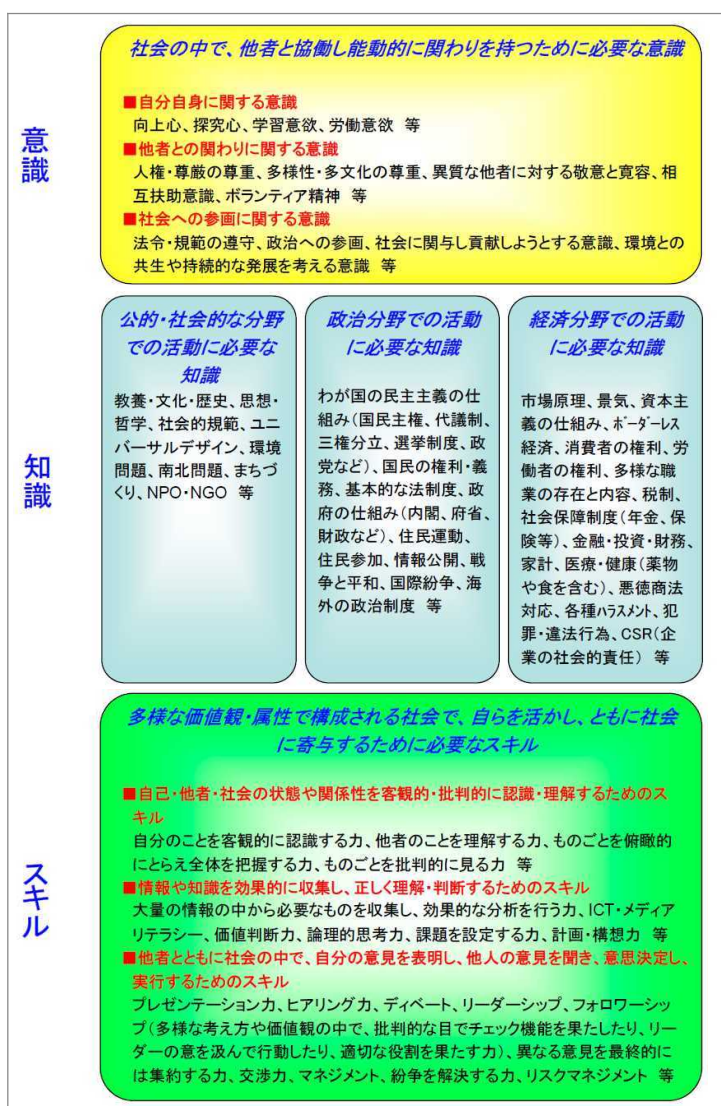 意識
社会の中で、他者と協働し能動的に関わりを持つために必要な意識
■自分自身に関する意識
向上心、探究心、学習意欲、労働意欲 等
■他者との関わりに関する意識
人権・尊厳の尊重、多様性・多文化の尊重、異質な他者に対する敬意と寛容、相
互扶助意識、ボランティア精神 等
■社会への参画に関する意識
法令・規範の遵守、政治への参画、社会に関与し貢献しようとする意識、環境との
共生や持続的な発展を考える意識 等
知識
公的・社会的な分野
での活動に必要な
知識
教養・文化・歴史、思想・
哲学、社会的規範、ユニ
バーサルデザイン、環境
問題、南北問題、まちづ
くり、NPO・NGO 等
政治分野での活動
に必要な知識
わが国の民主主義の仕
組み（国民主権、代議制、
三権分立、選挙制度、政
党など）、国民の権利・義
務、基本的な法制度、政
府の仕組み（内閣、府省、
財政など）、住民運動、
住民参加、情報公開、戦
争と平和、国際紛争、海
外の政治制度 等
経済分野での活動
に必要な知識
市場原理、景気、資本主
義の仕組み、ﾎﾞｰﾀﾞｰﾚｽ
経済、消費者の権利、労
働者の権利、多様な職
業の存在と内容、税制、
社会保障制度（年金、保
険等）、金融・投資・財務、
家計、医療・健康（薬物
や食を含む）、悪徳商法
対応、各種ﾊﾗｽﾒﾝﾄ、犯
罪・違法行為、CSR（企
業の社会的責任） 等
スキル
多様な価値観・属性で構成される社会で、自らを活かし、ともに社会
に寄与するために必要なスキル
■自己・他者・社会の状態や関係性を客観的・批判的に認識・理解するためのス
キル
自分のことを客観的に認識する力、他者のことを理解する力、ものごとを俯瞰的
にとらえ全体を把握する力、ものごとを批判的に見る力 等
■情報や知識を効果的に収集し、正しく理解・判断するためのスキル
大量の情報の中から必要なものを収集し、効果的な分析を行う力、ICT・メディア
リテラシー、価値判断力、論理的思考力、課題を設定する力、計画・構想力 等
■他者とともに社会の中で、自分の意見を表明し、他人の意見を聞き、意思決定し、
実行するためのスキル
プレゼンテーション力、ヒアリング力、ディベート、リーダーシップ、フォロワーシッ
プ（多様な考え方や価値観の中で、批判的な目でチェック機能を果たしたり、リー
ダーの意を汲んで行動したり、適切な役割を果たす力）、異なる意見を最終的に
は集約する力、交渉力、マネジメント、紛争を解決する力、リスクマネジメント 等